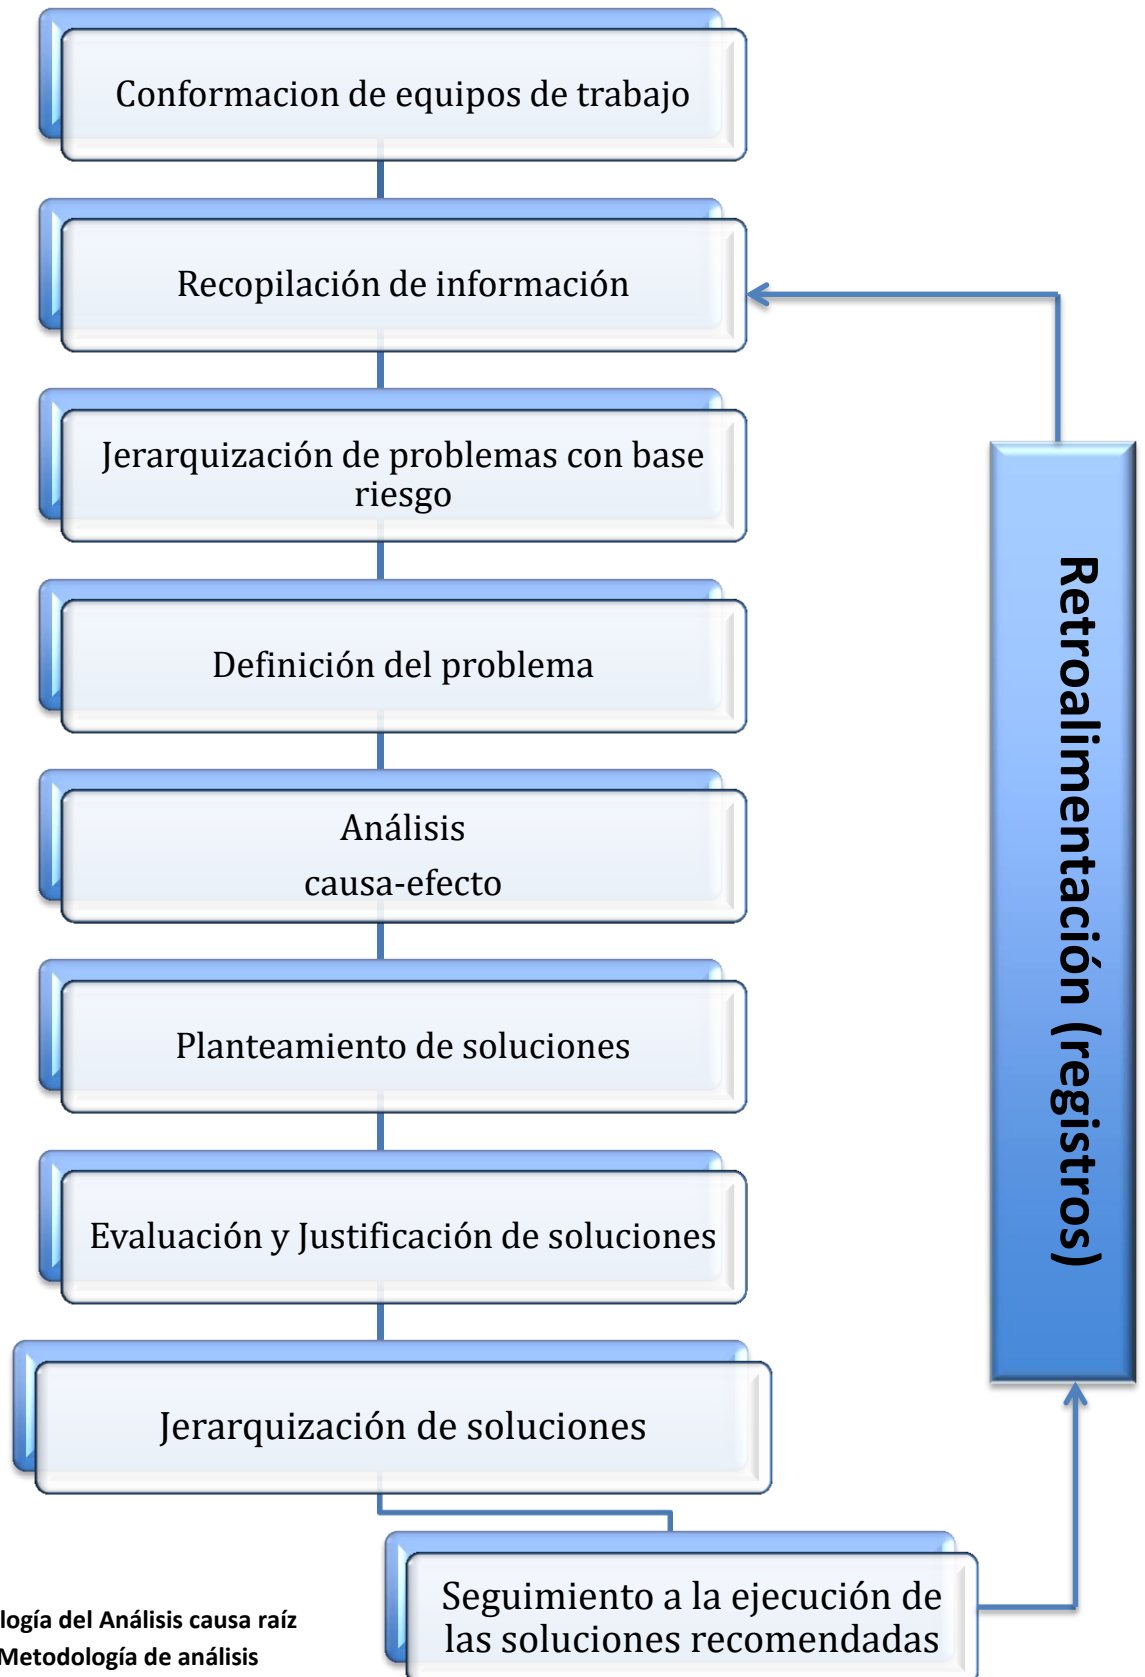 Conformacion de equipos de trabajo
Recopilación de información
Jerarquización de problemas con base
riesgo
Definición del problema
Análisis
causa-efecto
Planteamiento de soluciones
Evaluación y Justificación de soluciones
Jerarquización de soluciones
Seguimiento a la ejecución de
las soluciones recomendadas
Retroalimentación (registros)
logía del Análisis causa raíz
Metodología de análisis